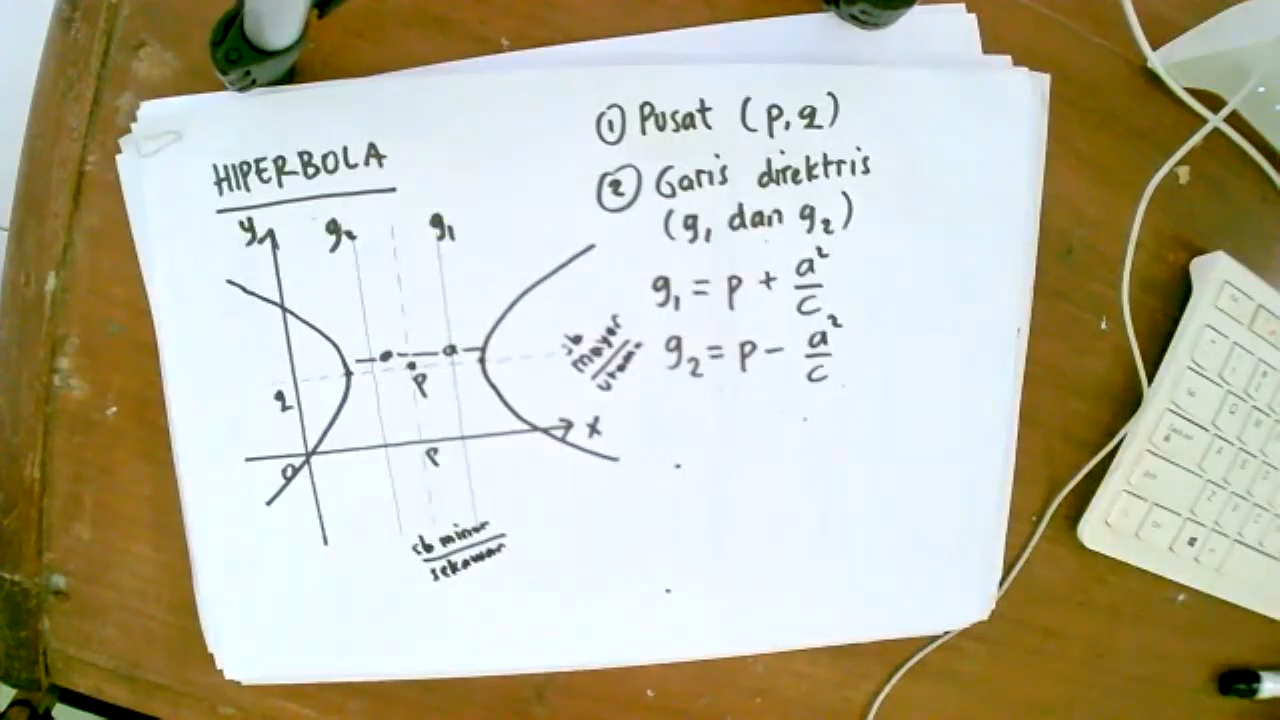 HIPERBOLA
① Pusat (p,q)
② Garis direktris
(g₁ dan g₂)
g₁ = p + a²/c
g₂ = p - a²/c
y
g₂
g₁
a
a
P
sb
mayor
utama
q
x
0
P
sb minor
sekawan